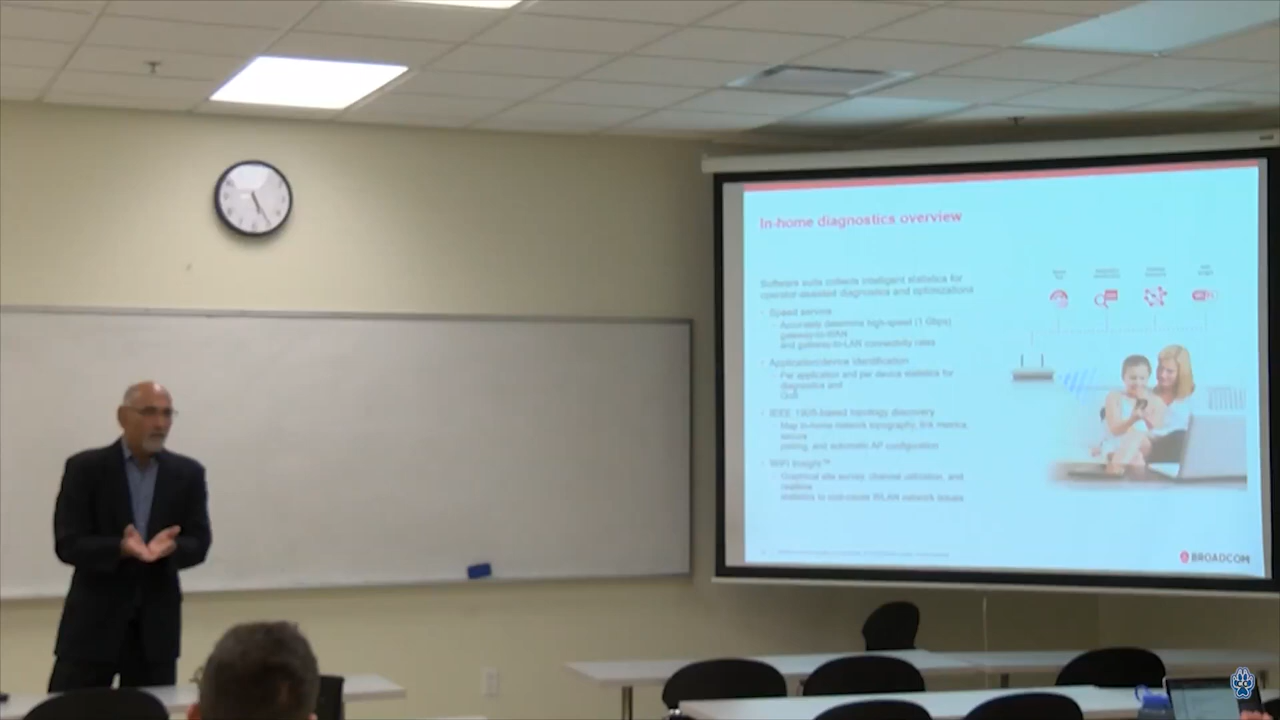 In-home diagnostics overview
Software suite collects intelligent statistics for
operator-assisted diagnostics and optimizations
Speed service
Accurately determine high-speed (1 Gbps)
gateway-to-WAN
and gateway-to-LAN connectivity rates
Application/device identification
Per application and per device statistics for
diagnostics and
QoS
IEEE 1905-based topology discovery
Map in-home network topography, link metrics,
and automatic AP configuration
WiFi Insight™
Graphical site survey, channel utilization, and
statistics to root-cause WLAN network issues
BROADCOM